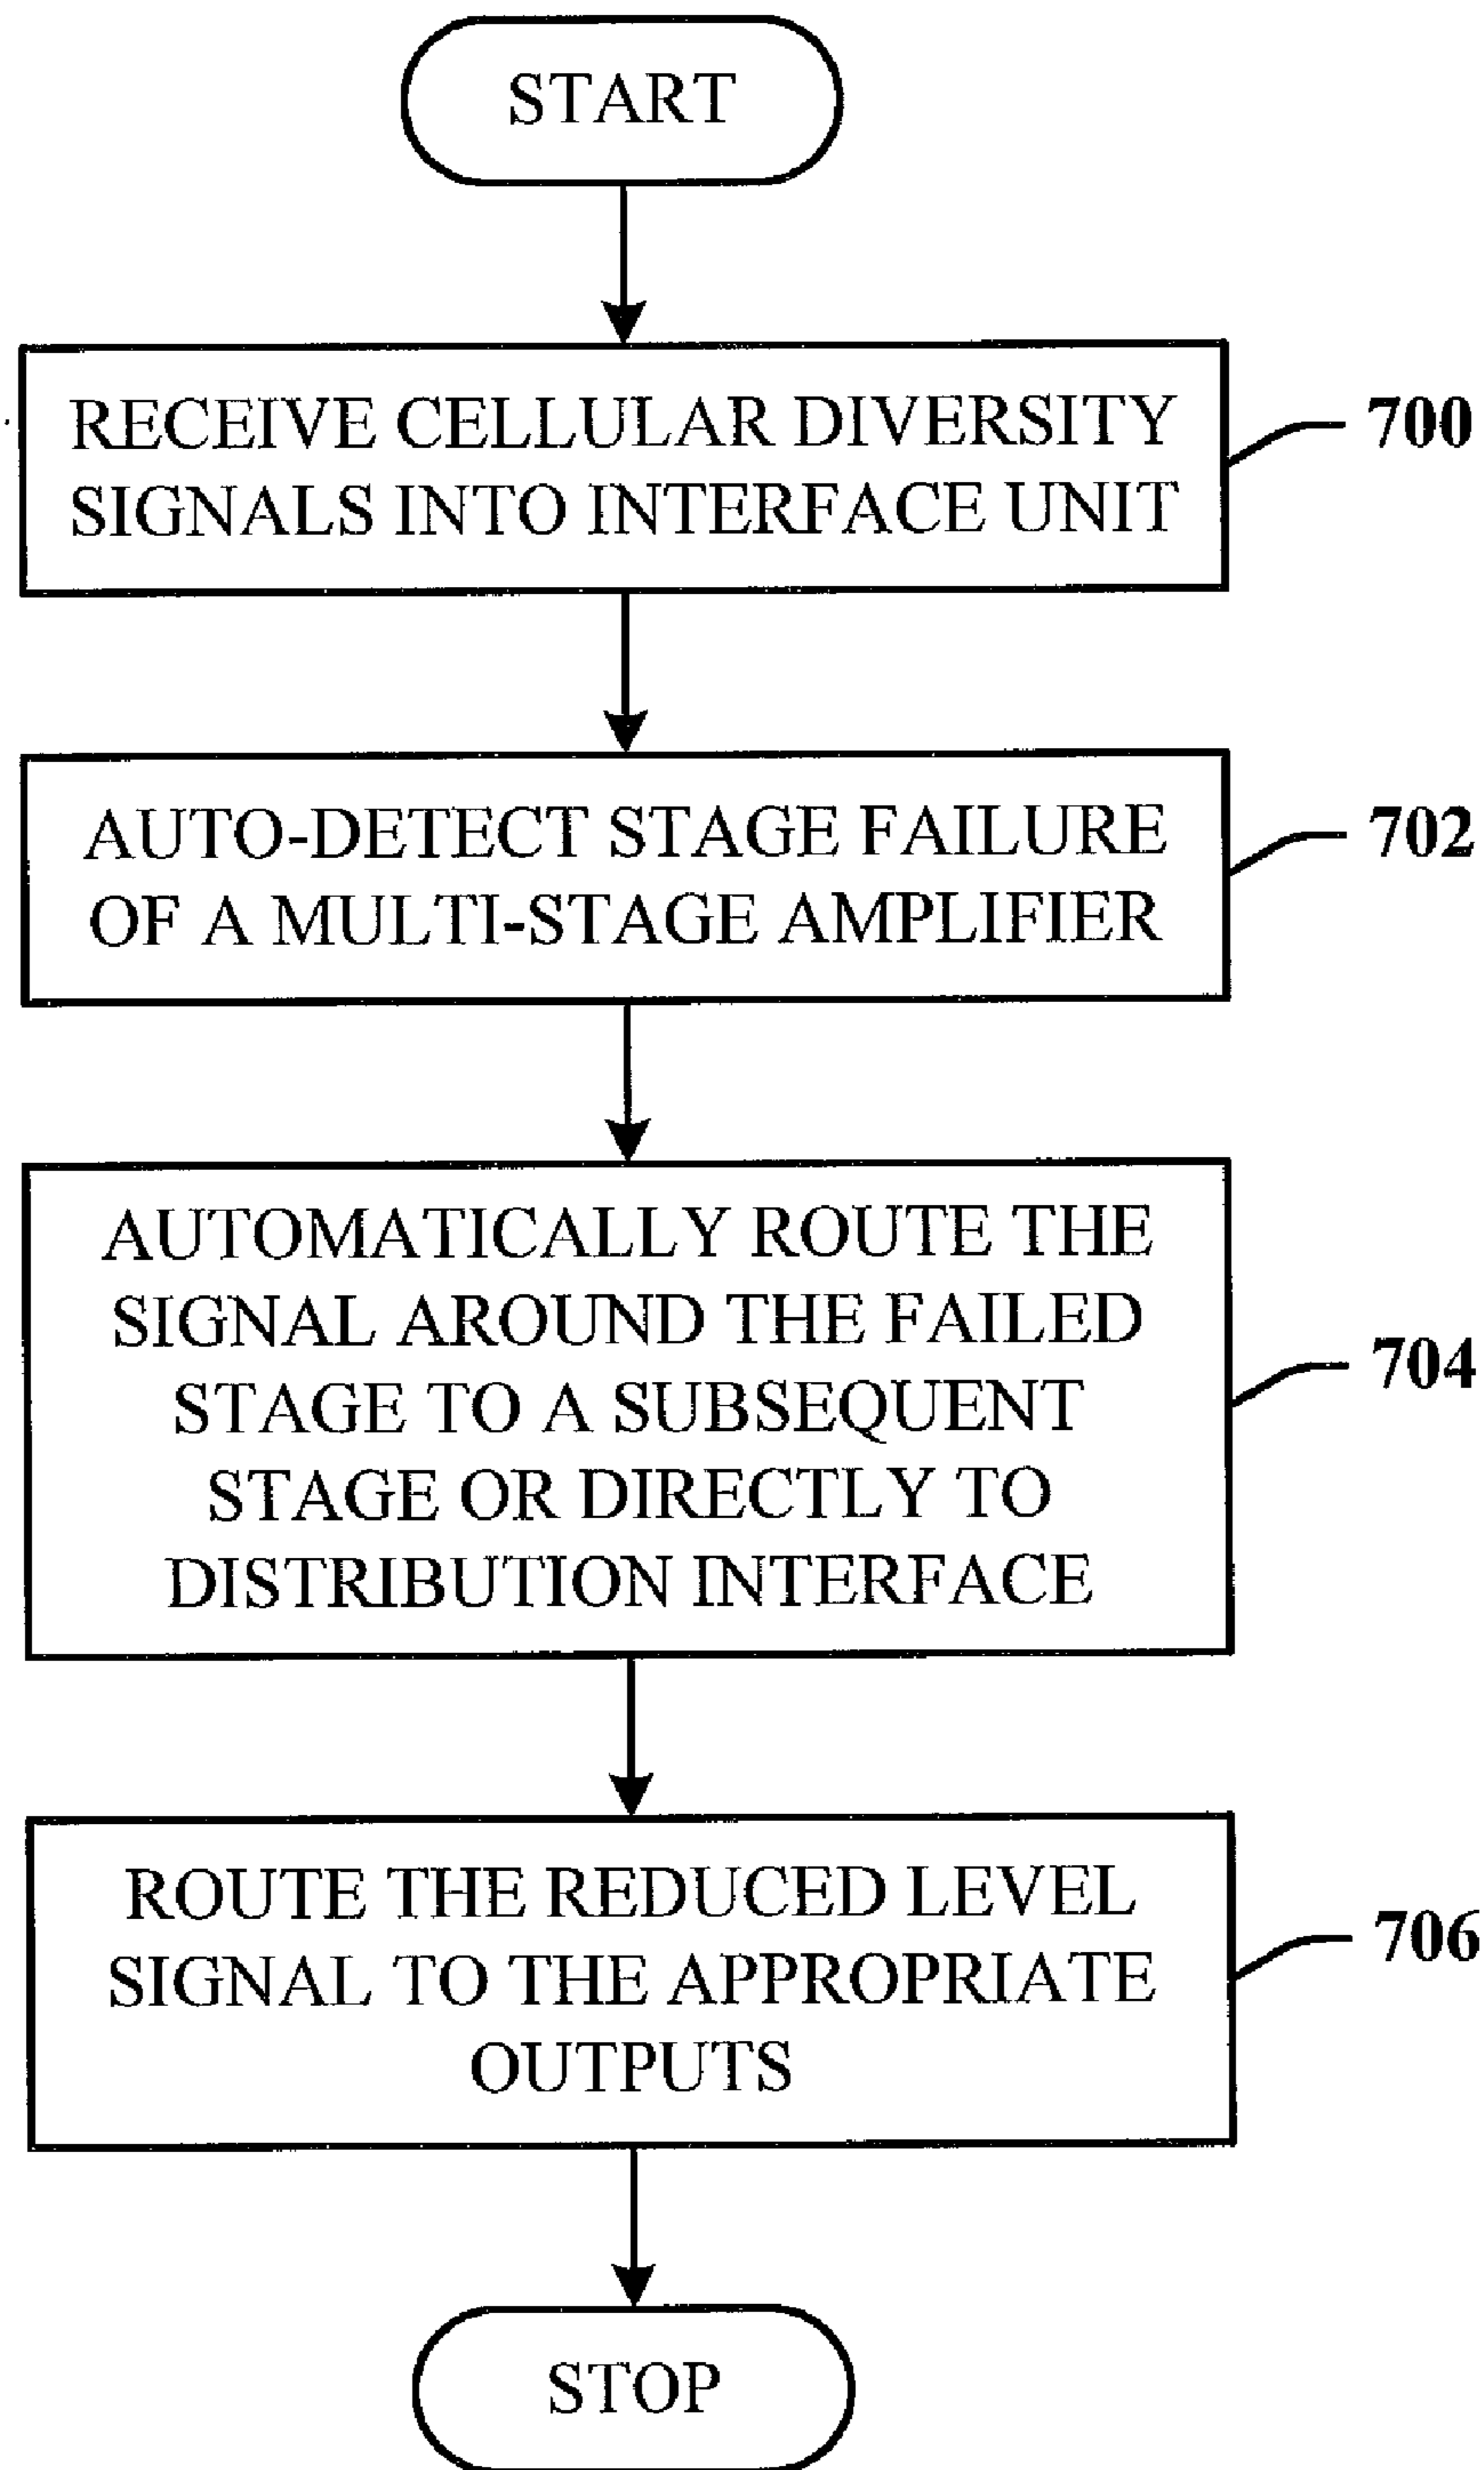 START
RECEIVE CELLULAR DIVERSITY
SIGNALS INTO INTERFACE UNIT
700
AUTO-DETECT STAGE FAILURE
OF A MULTI-STAGE AMPLIFIER
702
AUTOMATICALLY ROUTE THE
SIGNAL AROUND THE FAILED
STAGE TO A SUBSEQUENT
STAGE OR DIRECTLY TO
DISTRIBUTION INTERFACE
704
ROUTE THE REDUCED LEVEL
SIGNAL TO THE APPROPRIATE
OUTPUTS
706
STOP